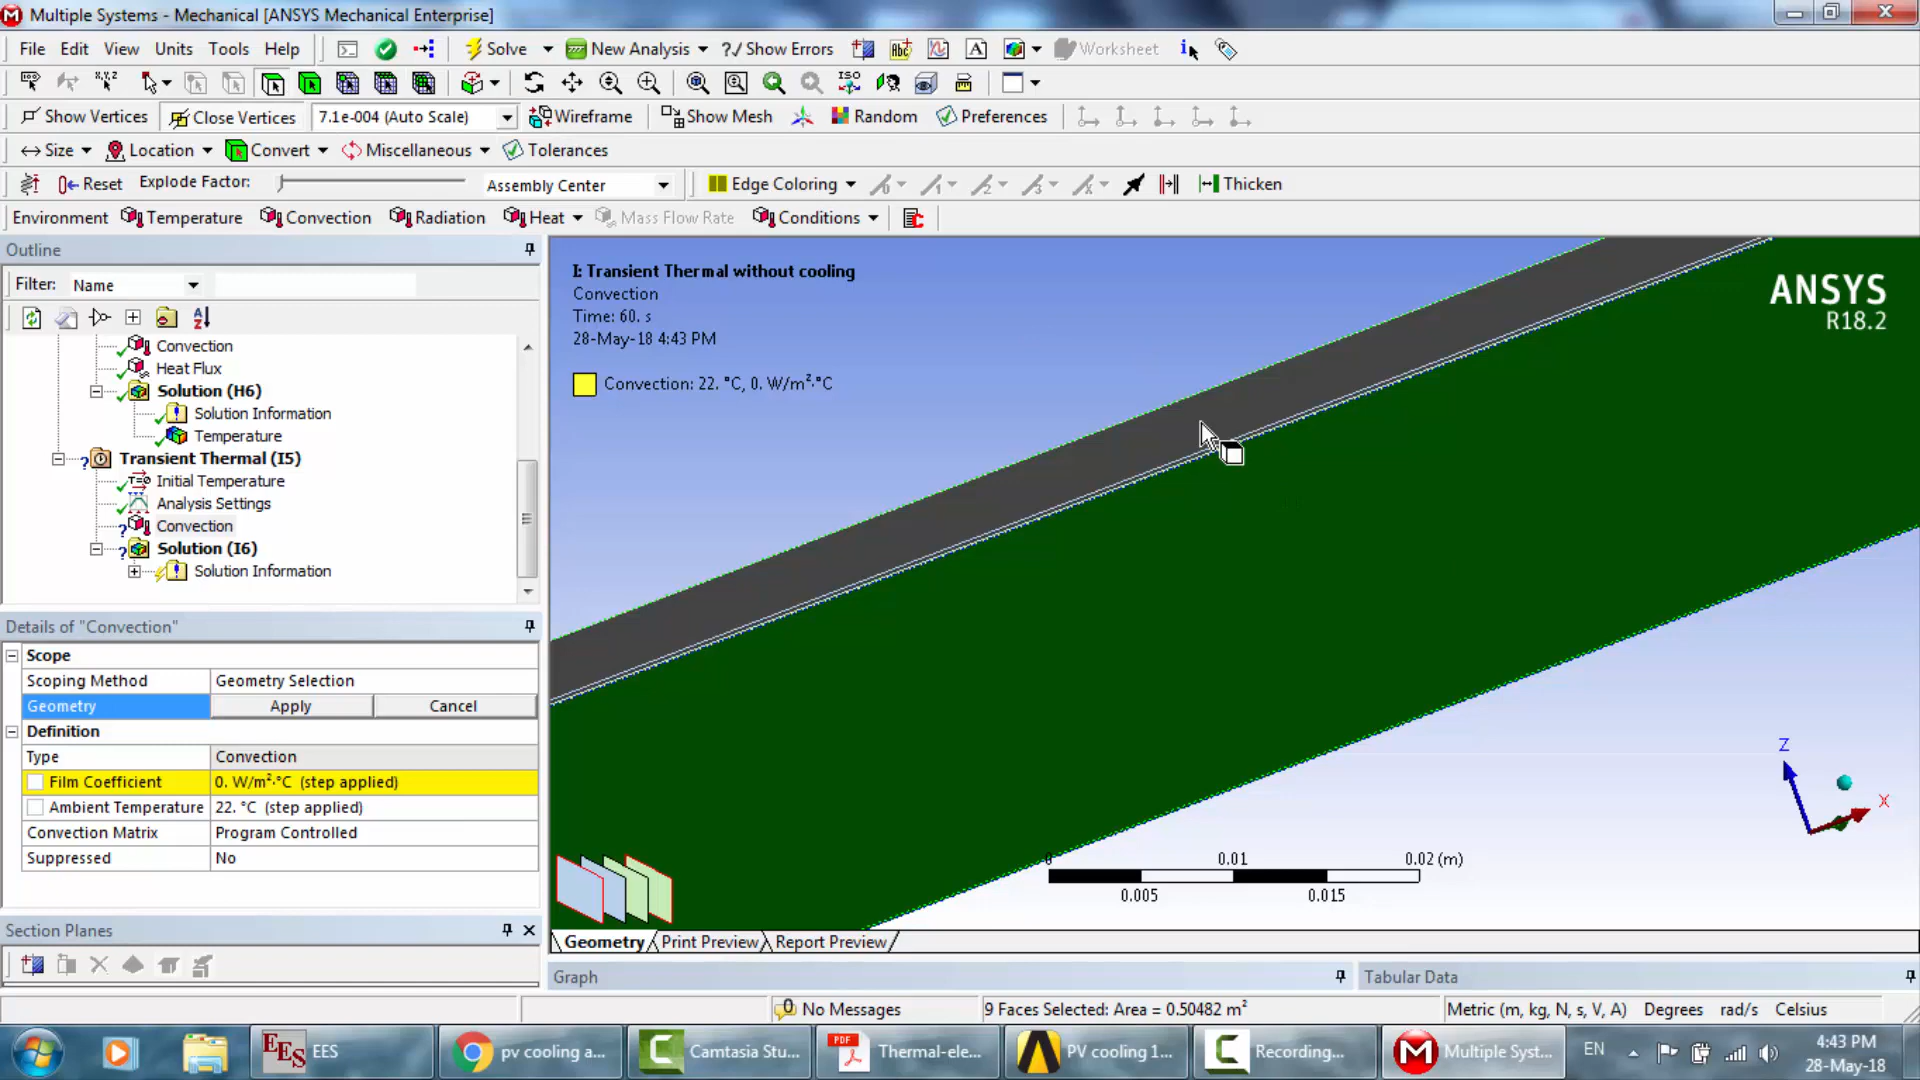 Multiple Systems - Mechanical [ANSYS Mechanical Enterprise]
File Edit View Units Tools Help Solve New Analysis ?/ Show Errors Worksheet
Show Vertices Close Vertices 7.1e-004 (Auto Scale) Wireframe Show Mesh Random Preferences
Size Location Convert Miscellaneous Tolerances
Reset Explode Factor: Assembly Center Edge Coloring Thicken
Environment Temperature Convection Radiation Heat Mass Flow Rate Conditions
Outline
Filter: Name
Convection
Heat Flux
Solution (H6)
Solution Information
Temperature
Transient Thermal (I5)
Initial Temperature
Analysis Settings
Convection
Solution (I6)
Solution Information
Details of "Convection"
Scope
Scoping Method Geometry Selection
Geometry Apply Cancel
Definition
Type Convection
Film Coefficient 0. W/m²·°C (step applied)
Ambient Temperature 22. °C (step applied)
Convection Matrix Program Controlled
Suppressed No
Section Planes
I: Transient Thermal without cooling
Convection
Time: 60. s
28-May-18 4:43 PM
Convection: 22. °C, 0. W/m²·°C
ANSYS
R18.2
Z
X
0 0.01 0.02 (m)
0.005 0.015
Geometry Print Preview Report Preview
Graph Tabular Data
No Messages 9 Faces Selected: Area = 0.50482 m² Metric (m, kg, N, s, V, A) Degrees rad/s Celsius
EES EES pv cooling a... Camtasia Stu... PDF Thermal-ele... PV cooling 1... Recording... Multiple Syst... EN 4:43 PM
28-May-18